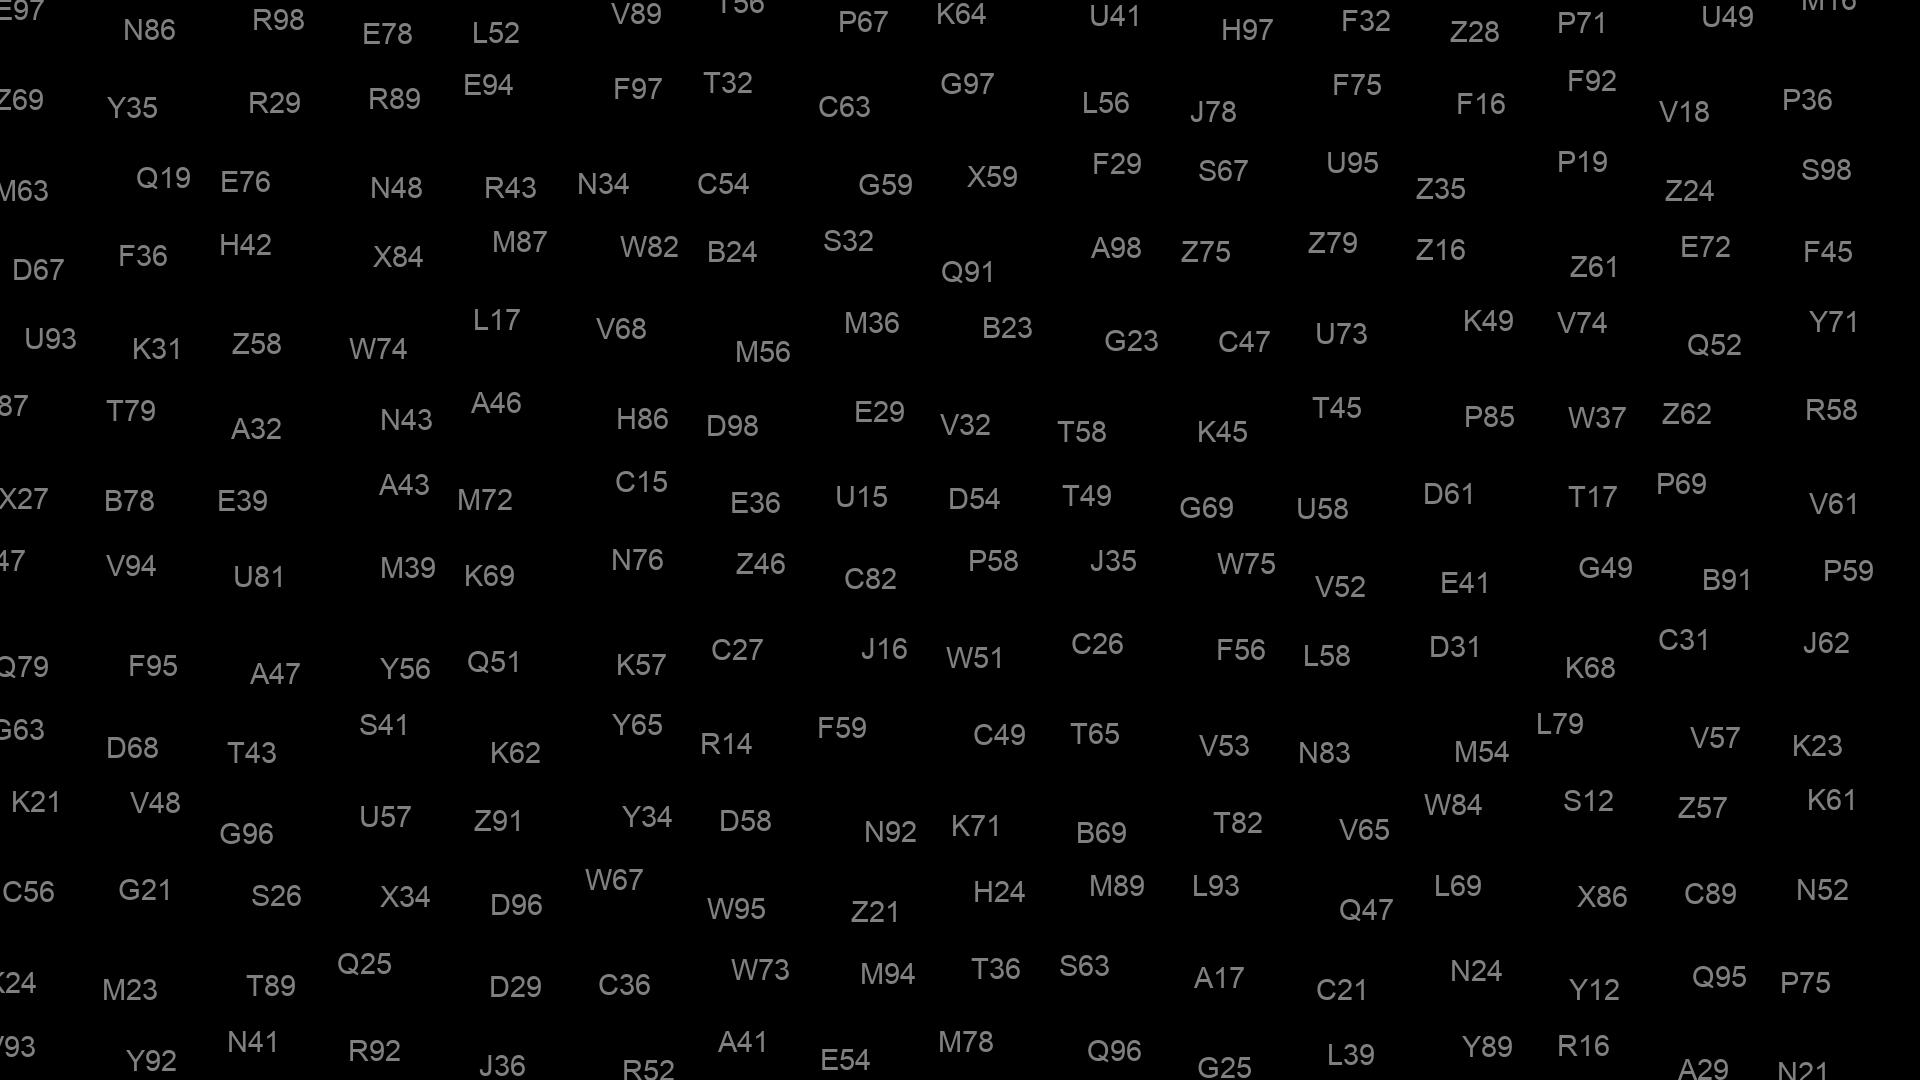 E97 N86 R98 E78 L52 V89 T56 P67 K64 U41 H97 F32 Z28 P71 U49 M16
Z69 Y35 R29 R89 E94 F97 T32 C63 G97 L56 J78 F75 F16 F92 V18 P36
M63 Q19 E76 N48 R43 N34 C54 G59 X59 F29 S67 U95 Z35 P19 Z24 S98
D67 F36 H42 X84 M87 W82 B24 S32 Q91 A98 Z75 Z79 Z16 Z61 E72 F45
U93 K31 Z58 W74 L17 V68 M56 M36 B23 G23 C47 U73 K49 V74 Q52 Y71
87 T79 A32 N43 A46 H86 D98 E29 V32 T58 K45 T45 P85 W37 Z62 R58
X27 B78 E39 A43 M72 C15 E36 U15 D54 T49 G69 U58 D61 T17 P69 V61
47 V94 U81 M39 K69 N76 Z46 C82 P58 J35 W75 V52 E41 G49 B91 P59
Q79 F95 A47 Y56 Q51 K57 C27 J16 W51 C26 F56 L58 D31 K68 C31 J62
G63 D68 T43 S41 K62 Y65 R14 F59 C49 T65 V53 N83 M54 L79 V57 K23
K21 V48 G96 U57 Z91 Y34 D58 N92 K71 B69 T82 V65 W84 S12 Z57 K61
C56 G21 S26 X34 D96 W67 W95 Z21 H24 M89 L93 Q47 L69 X86 C89 N52
K24 M23 T89 Q25 D29 C36 W73 M94 T36 S63 A17 C21 N24 Y12 Q95 P75
93 Y92 N41 R92 J36 R52 A41 E54 M78 Q96 G25 L39 Y89 R16 A29 N21